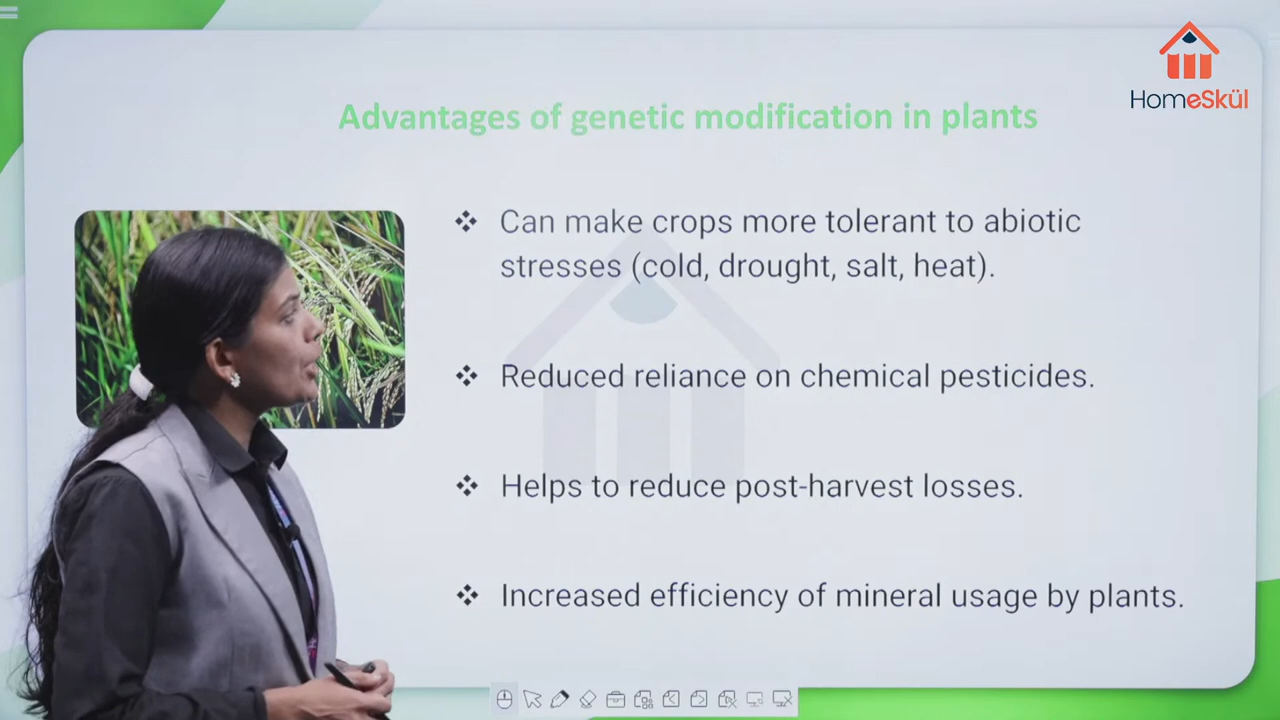 HomeSkül
Advantages of genetic modification in plants
❖ Can make crops more tolerant to abiotic
stresses (cold, drought, salt, heat).
❖ Reduced reliance on chemical pesticides.
❖ Helps to reduce post-harvest losses.
❖ Increased efficiency of mineral usage by plants.